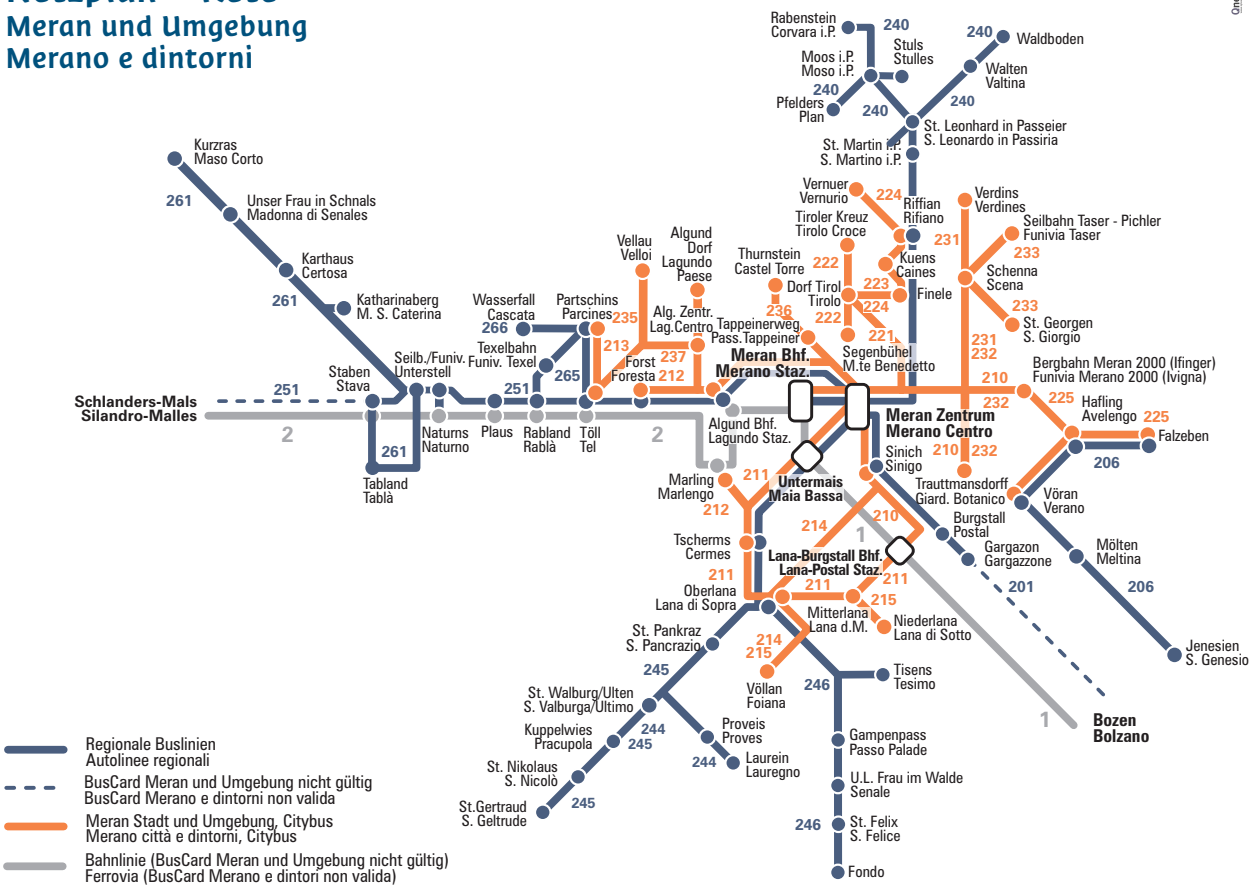 Meran und Umgebung
Merano e dintorni
Rabenstein
Corvara i.P.
240
Stuls
Stulles
Moos i.P.
Moso i.P.
240
Pfelders
Plan
240
240
Waldboden
Walten
Valtina
240
St. Leonhard in Passeier
S. Leonardo in Passiria
St. Martin i.P.
S. Martino i.P.
Kurzras
Maso Corto
261
Unser Frau in Schnals
Madonna di Senales
Karthaus
Certosa
261
Katharinaberg
M. S. Caterina
Vernuer
Vernurio
224
Riffian
Rifiano
Tiroler Kreuz
Tirolo Croce
222
Kuens
Caines
223
Finele
224
Dorf Tirol
Tirolo
222
221
Segenbühel
M.te Benedetto
Verdins
Verdines
231
Seilbahn Taser - Pichler
Funivia Taser
233
Schenna
Scena
233
St. Georgen
S. Giorgio
231
232
Vellau
Velloi
Algund
Dorf
Lagundo
Paese
Thurnstein
Castel Torre
236
Tappeinerweg
Pass.Tappeiner
Alg. Zentr.
Lag.Centro
237
235
Wasserfall
Cascata
266
Partschins
Parcines
213
Texelbahn
Funiv. Texel
265
Forst
Foresta
212
Meran Bhf.
Merano Staz.
Seilb./Funiv.
Unterstell
Staben
Stava
251
251
Schlanders-Mals
Silandro-Malles
2
2
261
Tabland
Tablà
Naturns
Naturno
Plaus
Rabland
Rablà
Töll
Tel
Algund Bhf.
Lagundo Staz.
Meran Zentrum
Merano Centro
210
232
Bergbahn Meran 2000 (Ifinger)
Funivia Merano 2000 (Ivigna)
225
Hafling
Avelengo
225
Falzeben
206
210
232
Trauttmansdorff
Giard. Botanico
Vöran
Verano
Mölten
Meltina
206
Jenesien
S. Genesio
Sinich
Sinigo
Burgstall
Postal
Gargazon
Gargazzone
201
Untermais
Maia Bassa
Marling
Marlengo
211
212
214
210
1
Tscherms
Cermes
Lana-Burgstall Bhf.
Lana-Postal Staz.
211
211
211
Oberlana
Lana di Sopra
Mitterlana
Lana d.M.
215
Niederlana
Lana di Sotto
214
215
Völlan
Foiana
St. Pankraz
S. Pancrazio
245
St. Walburg/Ulten
S. Valburga/Ultimo
244
245
Kuppelwies
Pracupola
Proveis
Proves
244
Laurein
Lauregno
St. Nikolaus
S. Nicolò
St.Gertraud
S. Geltrude
245
246
Tisens
Tesimo
Gampenpass
Passo Palade
U.L. Frau im Walde
Senale
246
St. Felix
S. Felice
Fondo
1
Bozen
Bolzano
Regionale Buslinien
Autolinee regionali
BusCard Meran und Umgebung nicht gültig
BusCard Merano e dintorni non valida
Meran Stadt und Umgebung, Citybus
Merano città e dintorni, Citybus
Bahnlinie (BusCard Meran und Umgebung nicht gültig)
Ferrovia (BusCard Merano e dintori non valida)